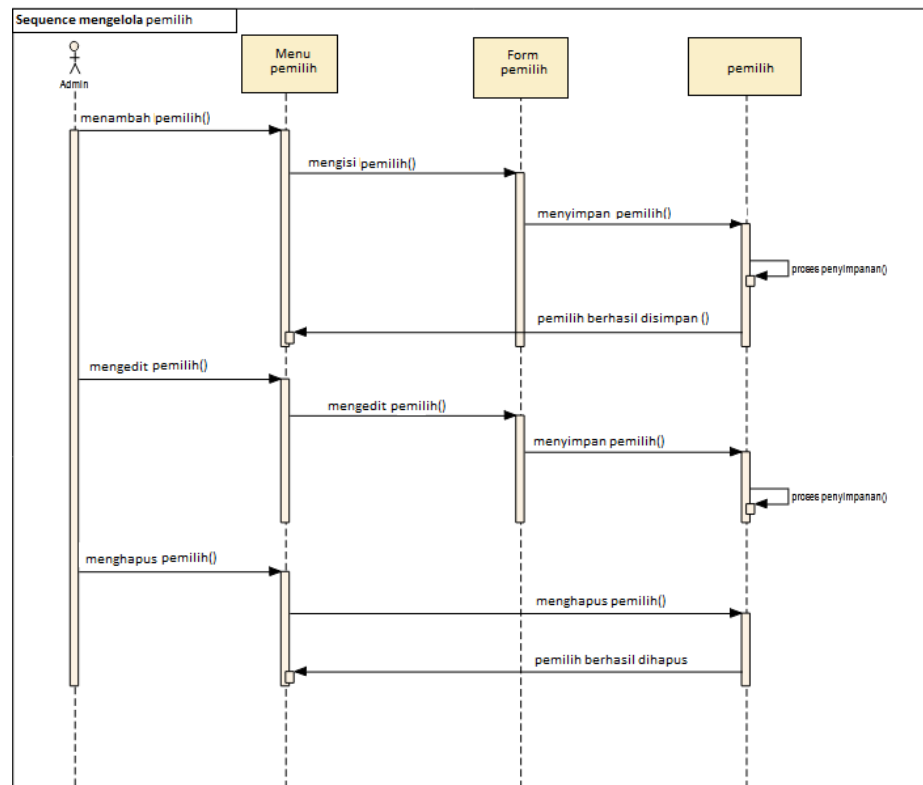 Sequence mengelola pemilih
Admin
Menu
pemilih
Form
pemilih
pemilih
menambah pemilih()
mengisi pemilih()
menyimpan pemilih()
proses penyimpanan()
pemilih berhasil disimpan ()
mengedit pemilih()
mengedit pemilih()
menyimpan pemilih()
proses penyimpanan()
menghapus pemilih()
menghapus pemilih()
pemilih berhasil dihapus